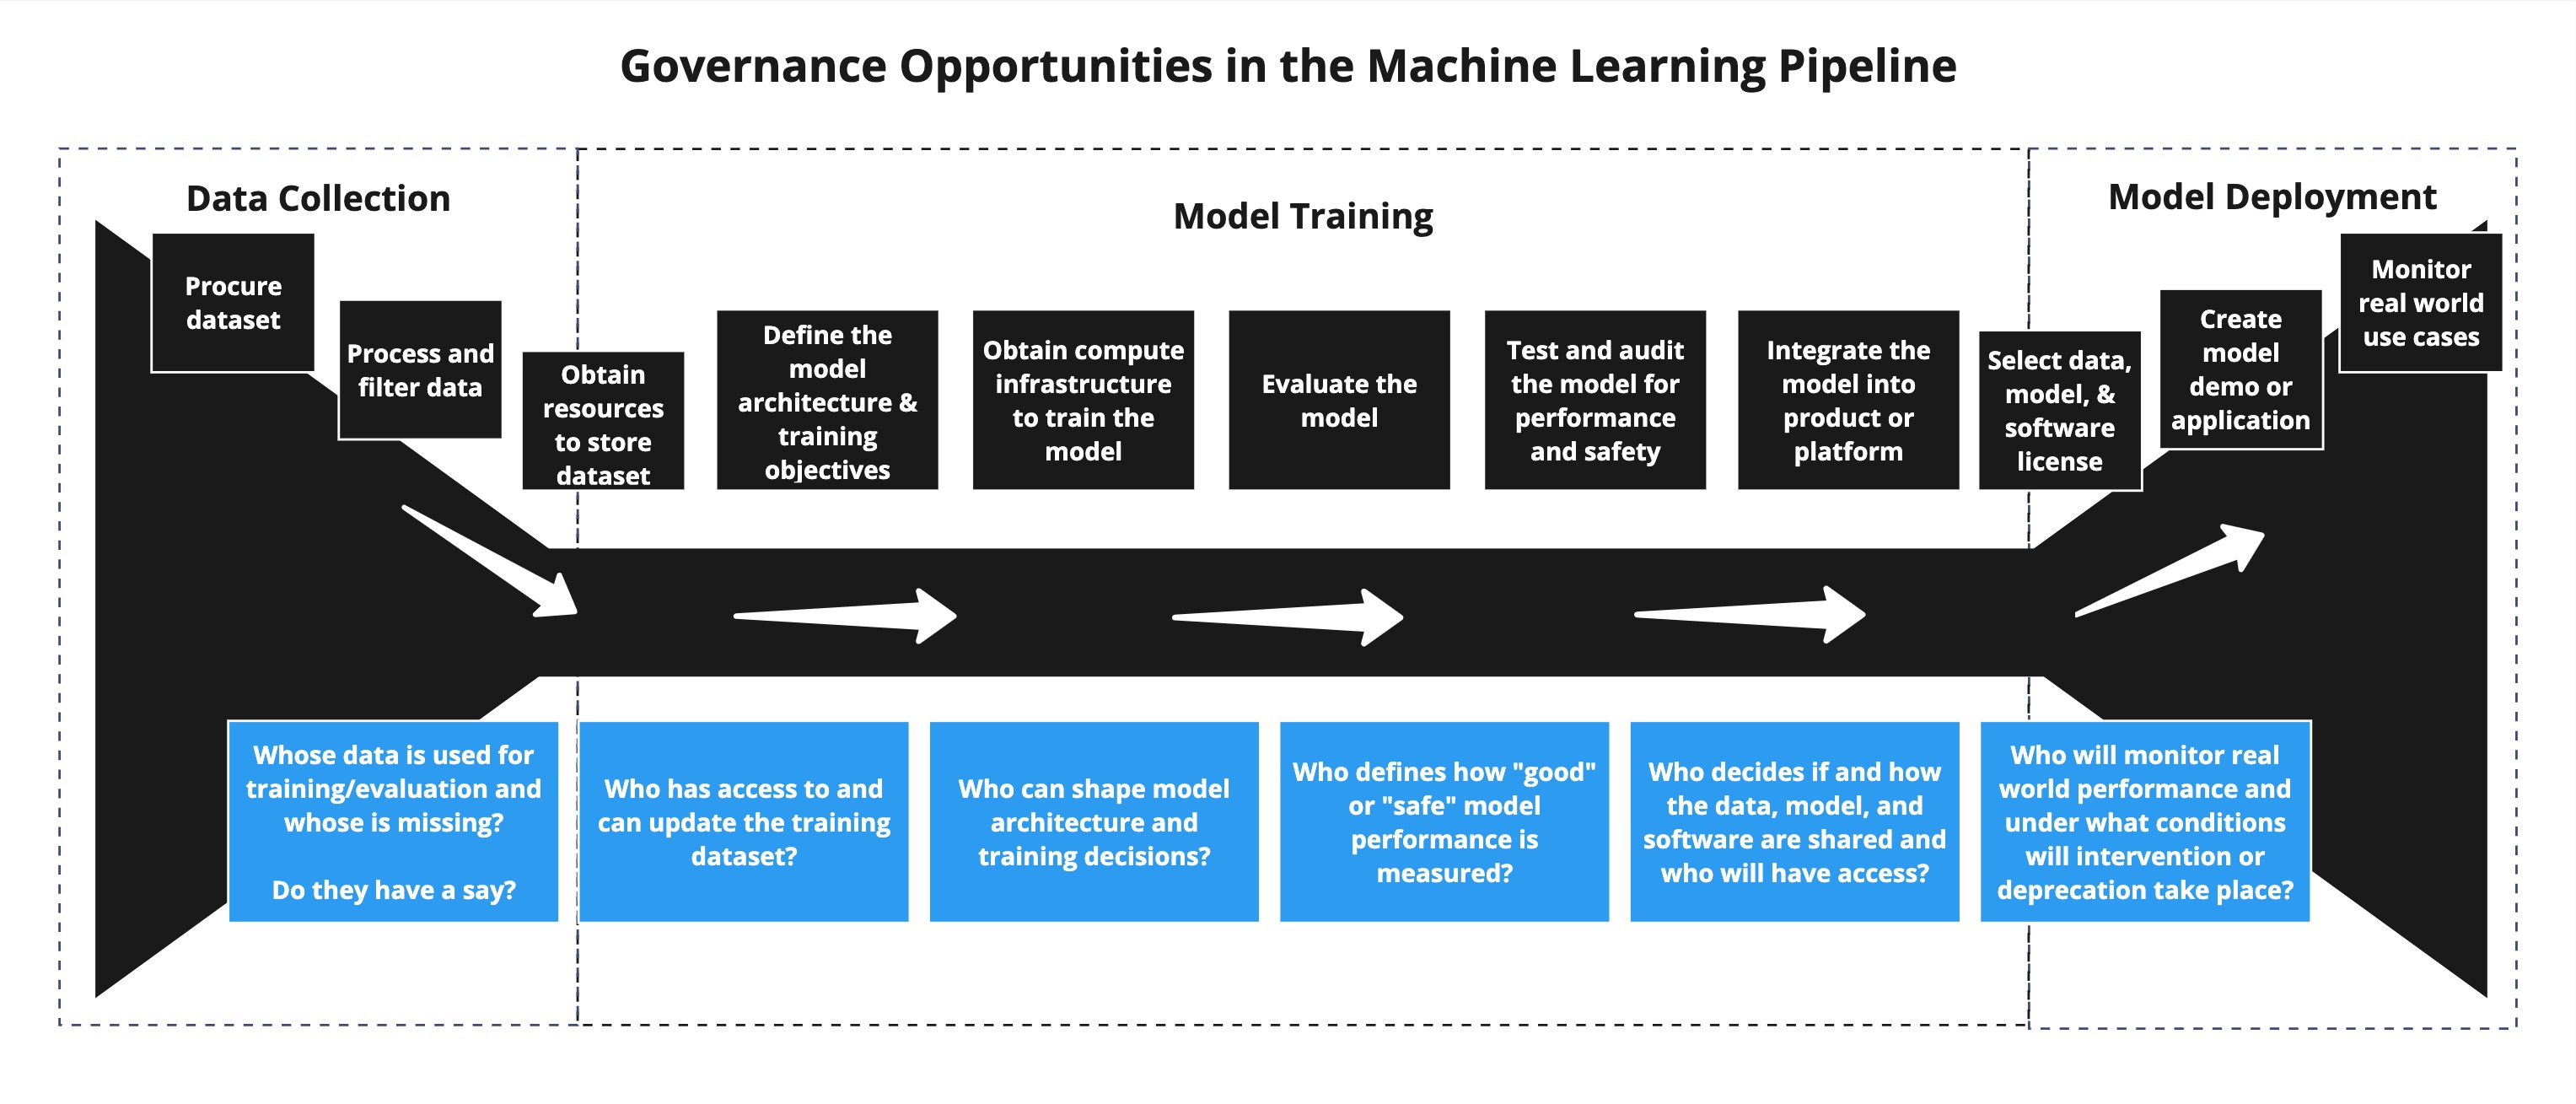 Governance Opportunities in the Machine Learning Pipeline
Data Collection
Model Training
Model Deployment
Procure
dataset
Process and
filter data
Obtain
resources
to store
dataset
Define the
model
architecture &
training
objectives
Obtain compute
infrastructure
to train the
model
Evaluate the
model
Test and audit
the model for
performance
and safety
Integrate the
model into
product or
platform
Select data,
model, &
software
license
Create
model
demo or
application
Monitor
real world
use cases
Whose data is used for
training/evaluation and
whose is missing?
Do they have a say?
Who has access to and
can update the training
dataset?
Who can shape model
architecture and
training decisions?
Who defines how "good"
or "safe" model
performance is
measured?
Who decides if and how
the data, model, and
software are shared and
who will have access?
Who will monitor real
world performance and
under what conditions
will intervention or
deprecation take place?